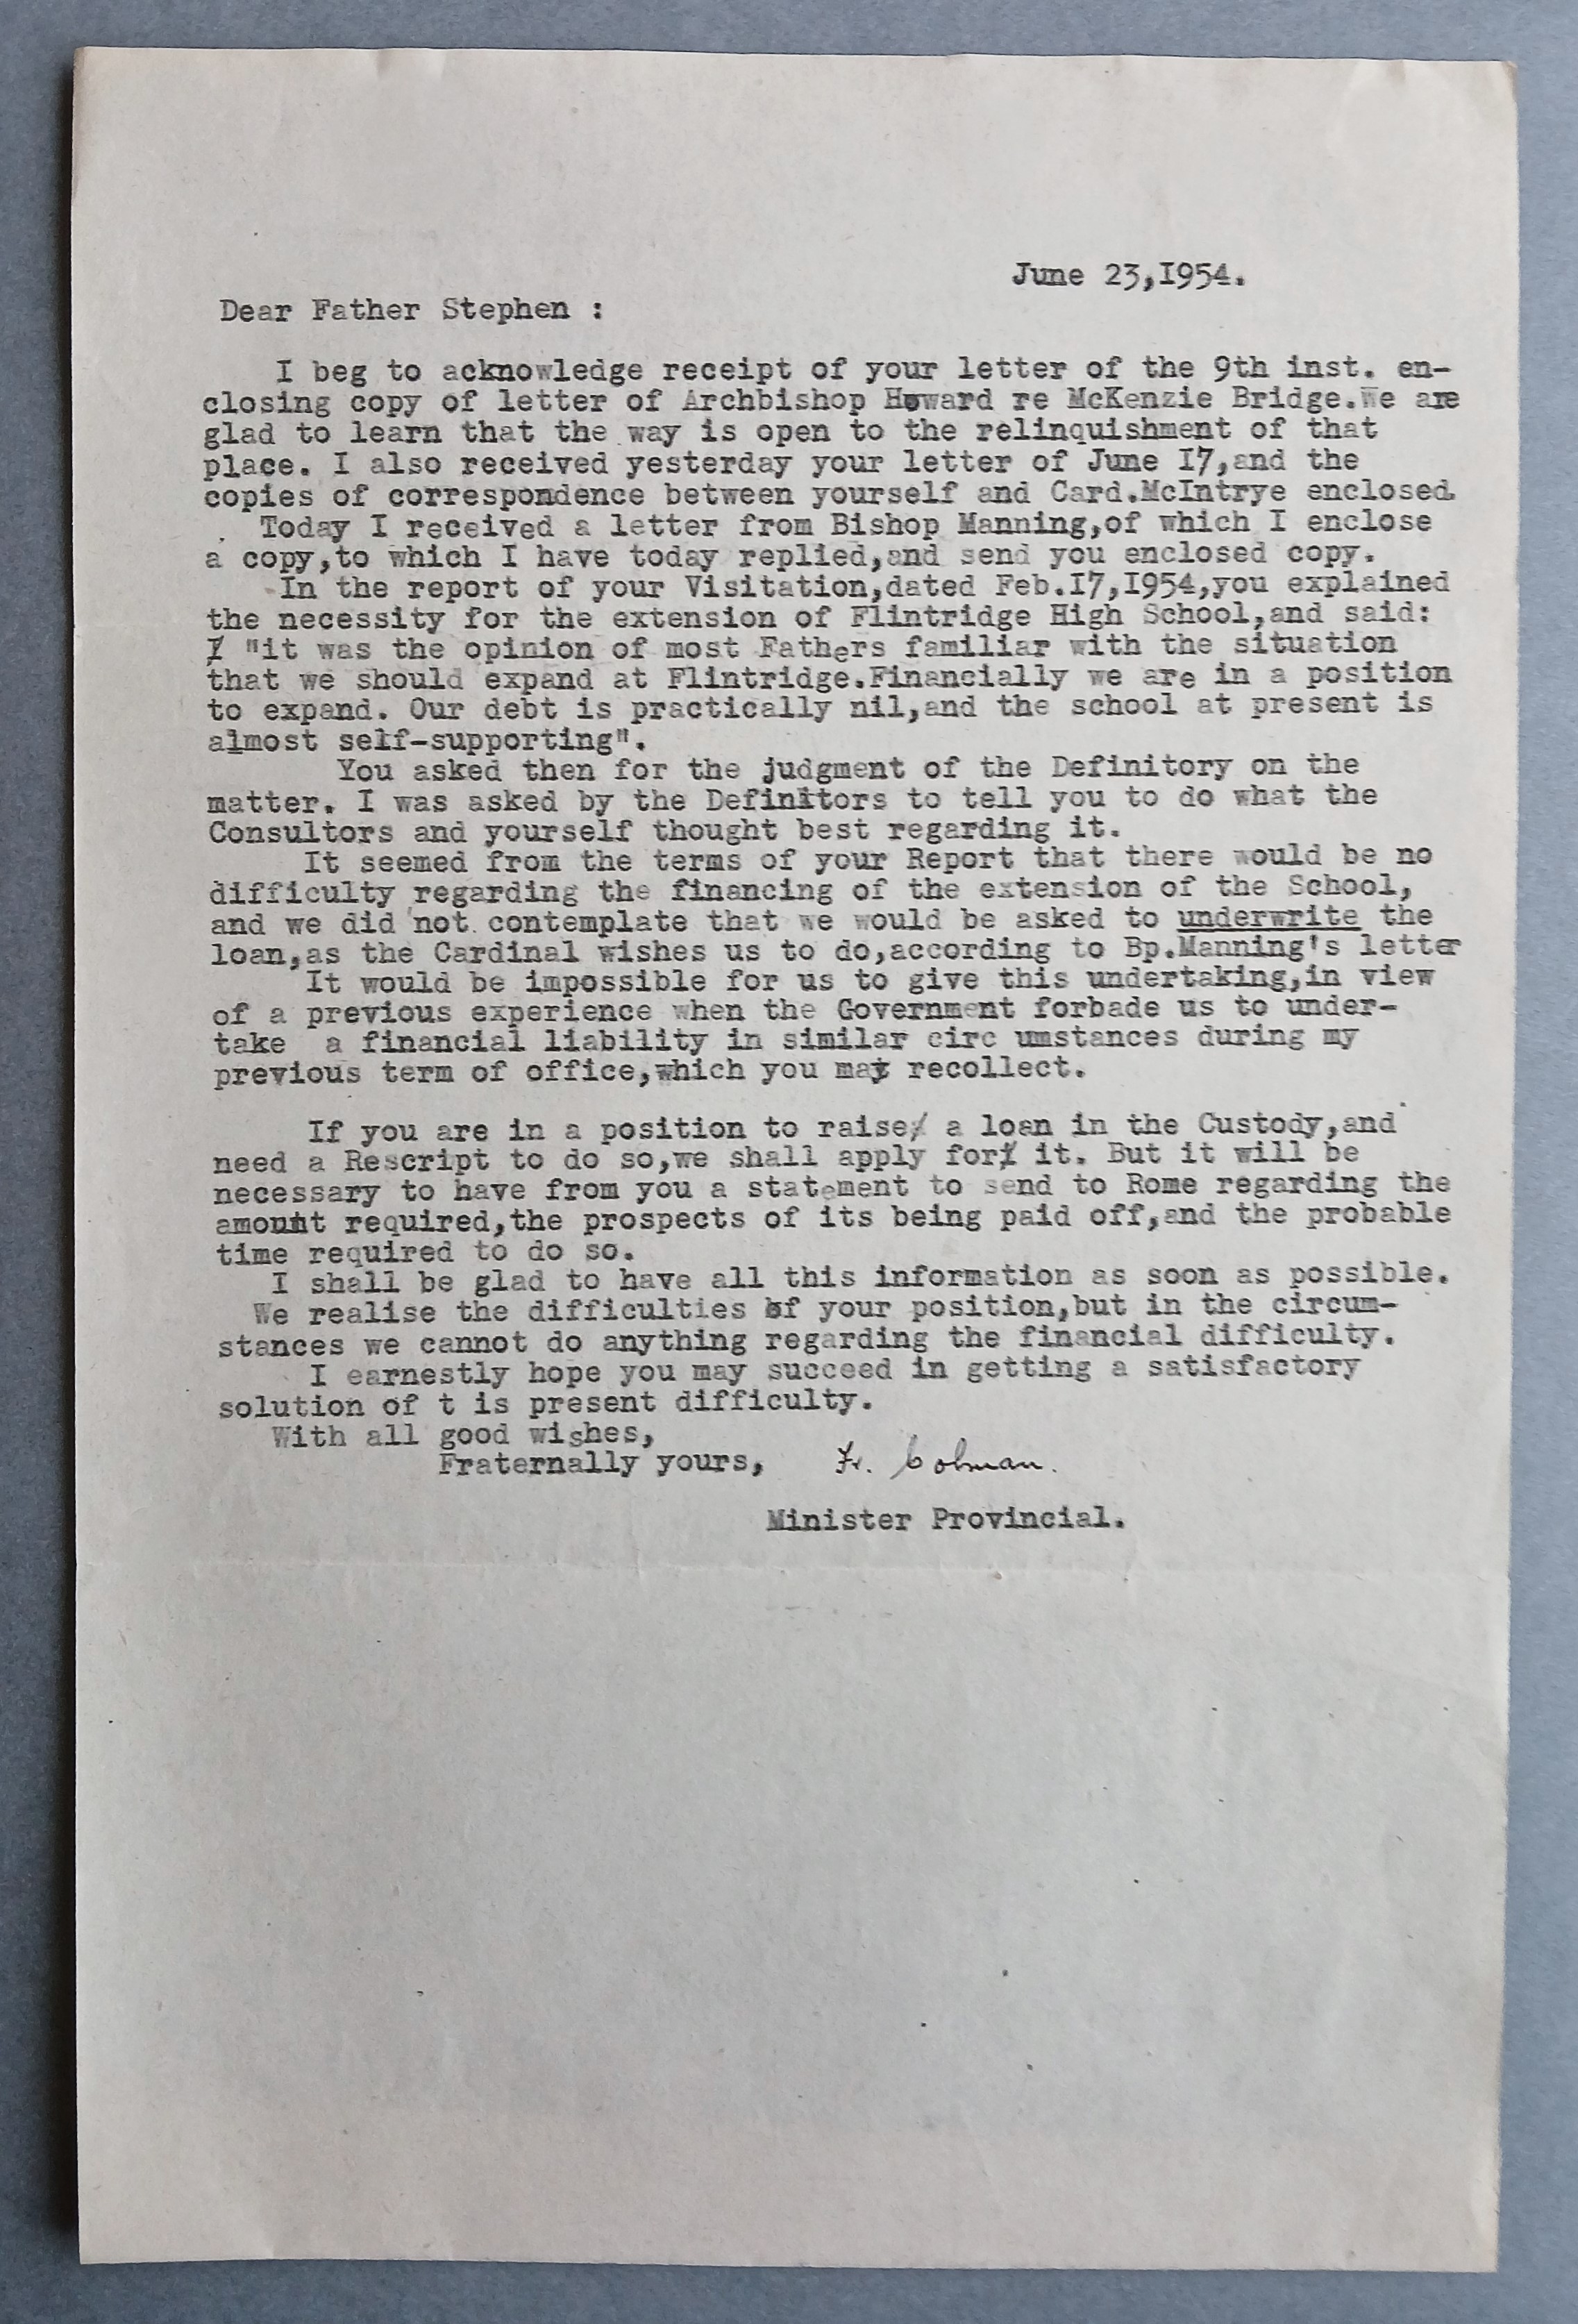 June 23,1954.
Dear Father Stephen :
I beg to acknowledge receipt of your letter of the 9th inst. en-
closing copy of letter of Archbishop Howard re McKenzie Bridge.We are
glad to learn that the way is open to the relinquishment of that
place. I also received yesterday your letter of June 17,and the
copies of correspondence between yourself and Card.McIntrye enclosed.
Today I received a letter from Bishop Manning,of which I enclose
a copy,to which I have today replied,and send you enclosed copy.
In the report of your Visitation,dated Feb.17,1954,you explained
the necessity for the extension of Flintridge High School,and said:
"it was the opinion of most Fathers familiar with the situation
that we should expand at Flintridge.Financially we are in a position
to expand. Our debt is practically nil,and the school at present is
almost self-supporting".
You asked then for the judgment of the Definitory on the
matter. I was asked by the Definitors to tell you to do what the
Consultors and yourself thought best regarding it.
It seemed from the terms of your Report that there would be no
difficulty regarding the financing of the extension of the School,
and we did not contemplate that we would be asked to underwrite the
loan,as the Cardinal wishes us to do,according to Bp.Manning's letter
It would be impossible for us to give this undertaking,in view
of a previous experience when the Government forbade us to under-
take a financial liability in similar circ umstances during my
previous term of office,which you may recollect.
If you are in a position to raise/ a loan in the Custody,and
need a Rescript to do so,we shall apply for it. But it will be
necessary to have from you a statement to send to Rome regarding the
amount required,the prospects of its being paid off,and the probable
time required to do so.
I shall be glad to have all this information as soon as possible.
We realise the difficulties of your position,but in the circum-
stances we cannot do anything regarding the financial difficulty.
I earnestly hope you may succeed in getting a satisfactory
solution of t is present difficulty.
With all good wishes,
Fraternally yours, Fr. Colman.
Minister Provincial.